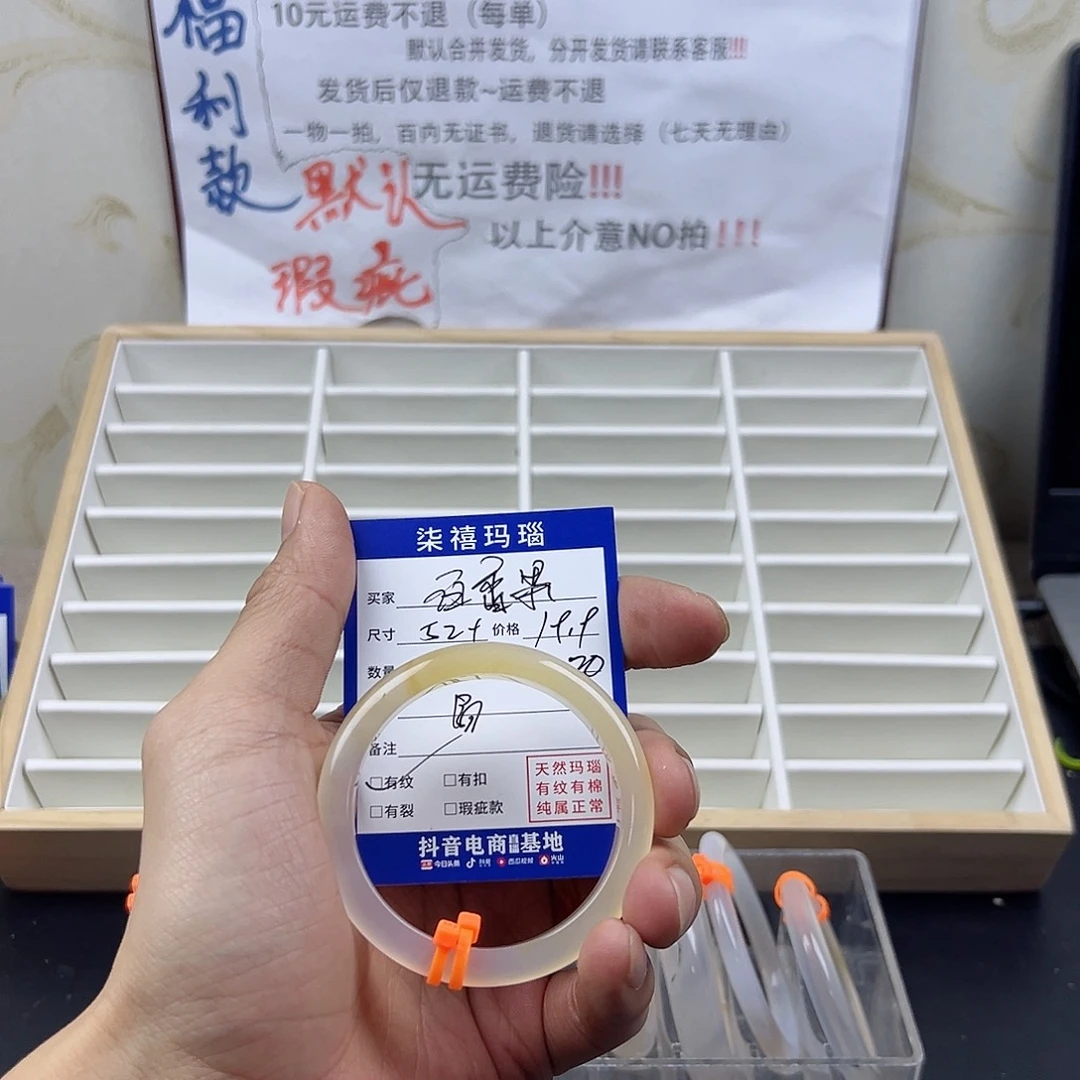 福利款
10元运费不退（每单）
默认合并发货，分开发货请联系客服!!!
发货后仅退款~运费不退
一物一拍，百内无证书，退货请选择（七天无理由）
默认
无运费险!!!
以上介意NO拍!!!
瑕疵
柒禧玛瑙
买家
尺寸 52+ 价格 19.9
数量
20
备注
□有纹 □有扣
□有裂 □瑕疵款
天然玛瑙
有纹有棉
纯属正常
抖音电商直播基地
今日头条 抖音 西瓜视频 火山